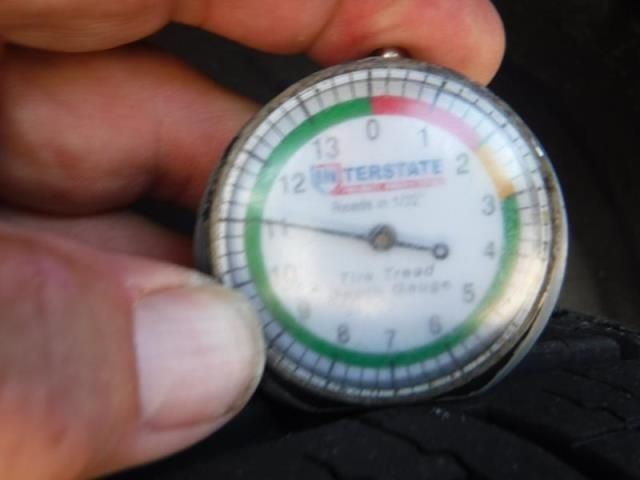 0
13 1
INTERSTATE
12 2
Reads in 1/32"
11 3
10 4
Tire Tread
Depth Gauge
9 5
8 7 6